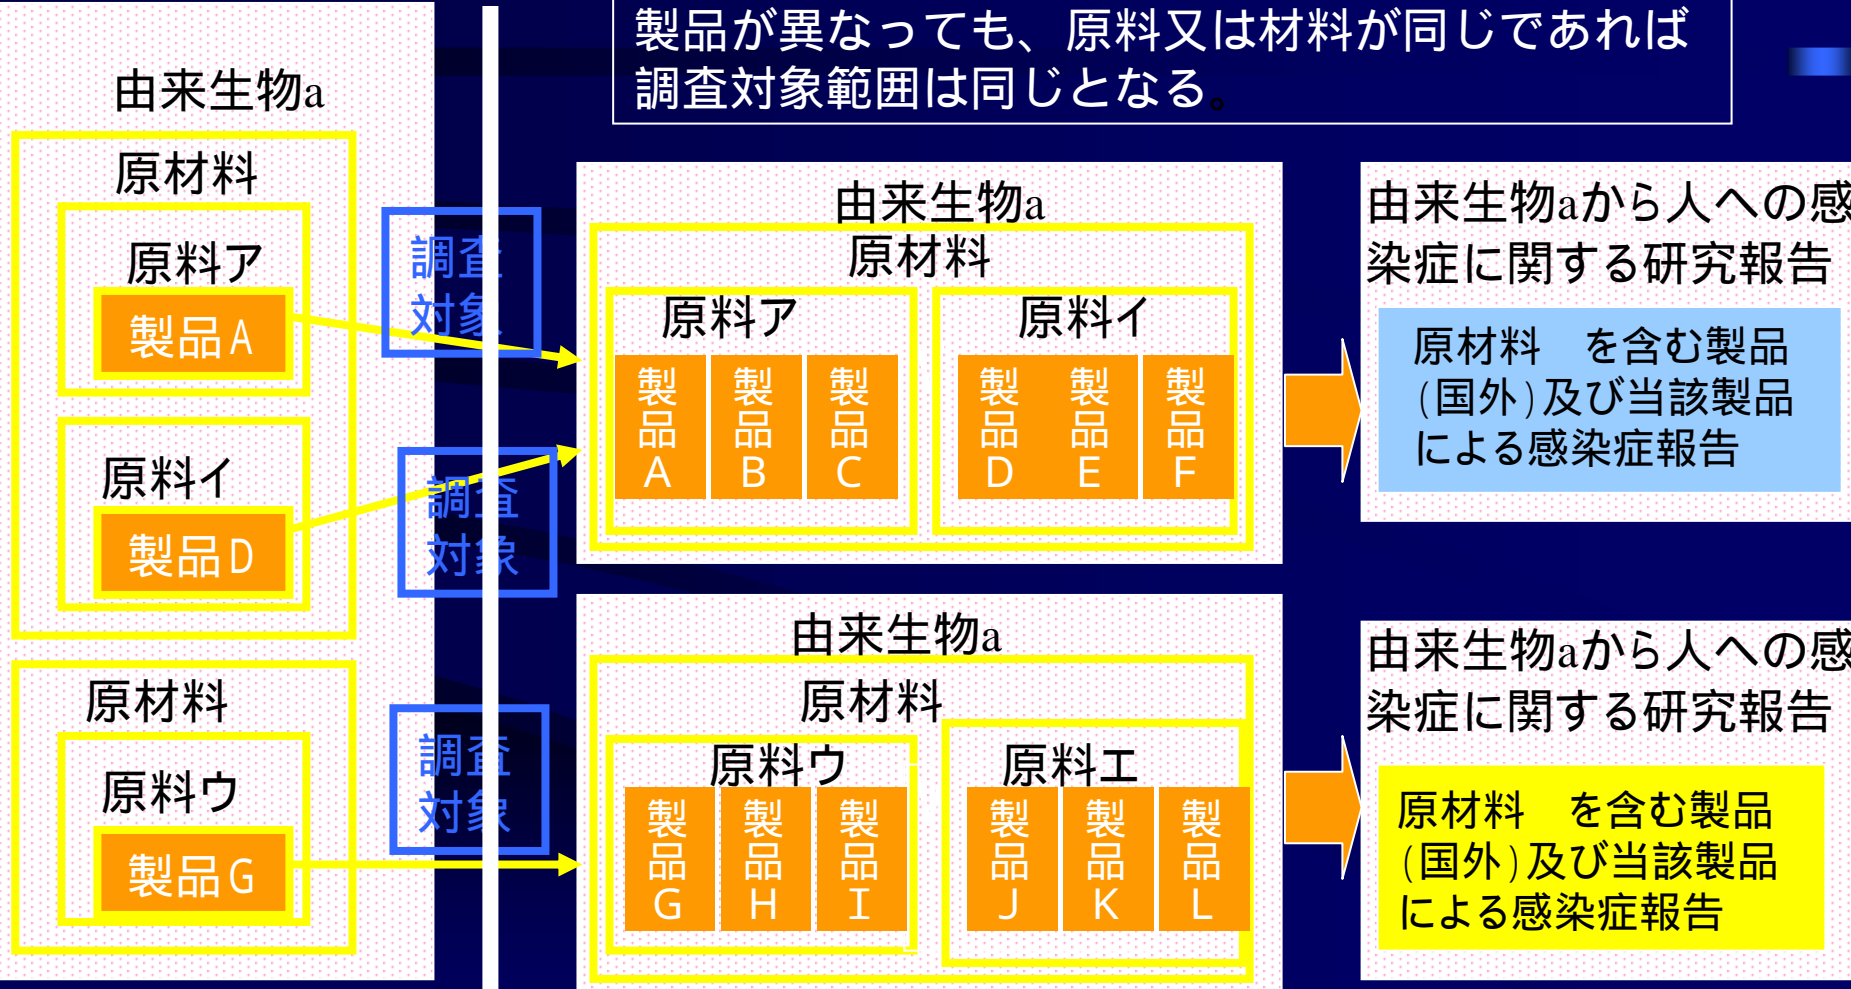 製品が異なっても、原料又は材料が同じであれば
調査対象範囲は同じとなる。
由来生物a
原材料
原料ア
製品A
原料イ
製品D
原材料
原料ウ
製品G
調査
対象
調査
対象
調査
対象
由来生物a
原材料
原料ア
製品A
製品B
製品C
原料イ
製品D
製品E
製品F
由来生物aから人への感
染症に関する研究報告
原材料 を含む製品
(国外)及び当該製品
による感染症報告
由来生物a
原材料
原料ウ
製品G
製品H
製品I
原料エ
製品J
製品K
製品L
由来生物aから人への感
染症に関する研究報告
原材料 を含む製品
(国外)及び当該製品
による感染症報告